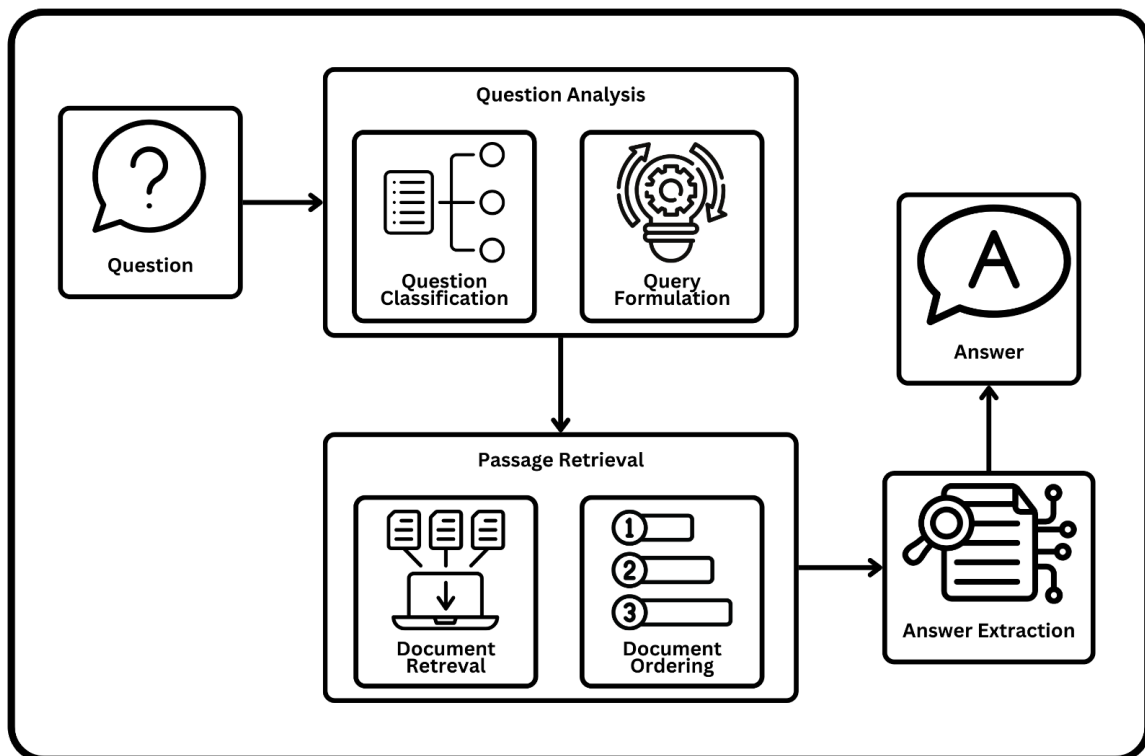 Question
Question Analysis
Question
Classification
Query
Formulation
Passage Retrieval
Document
Retreval
1
2
3
Document
Ordering
Answer Extraction
A
Answer